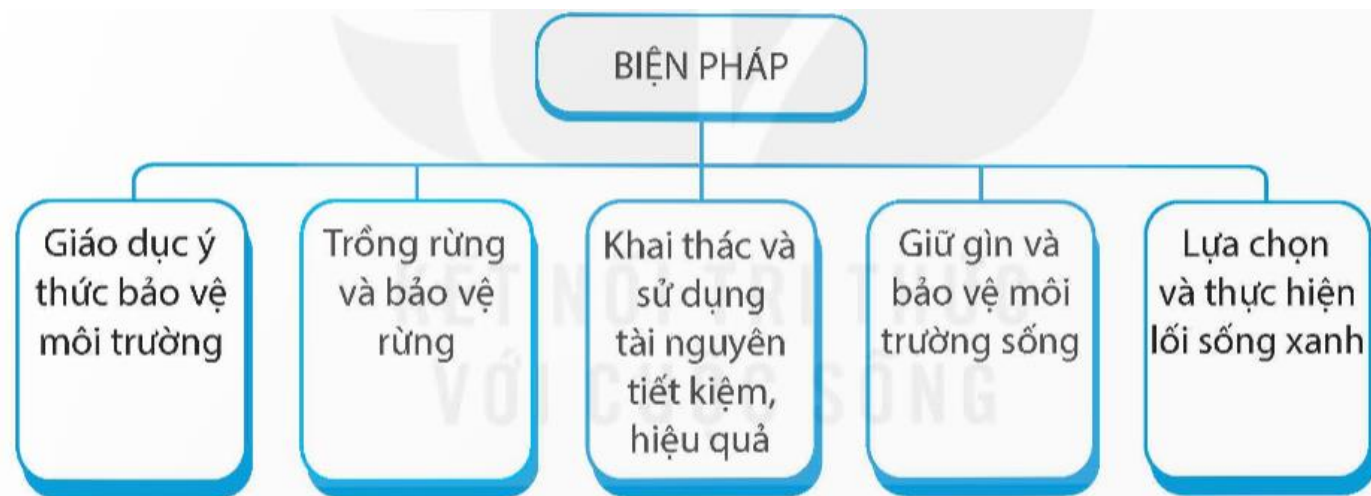 BIỆN PHÁP
Giáo dục ý
thức bảo vệ
môi trường
Trồng rừng
và bảo vệ
rừng
Khai thác và
sử dụng
tài nguyên
tiết kiệm,
hiệu quả
Giữ gìn và
bảo vệ môi
trường sống
Lựa chọn
và thực hiện
lối sống xanh
KẾT NỐI TRI THỨC
VỚI CUỘC SỐNG